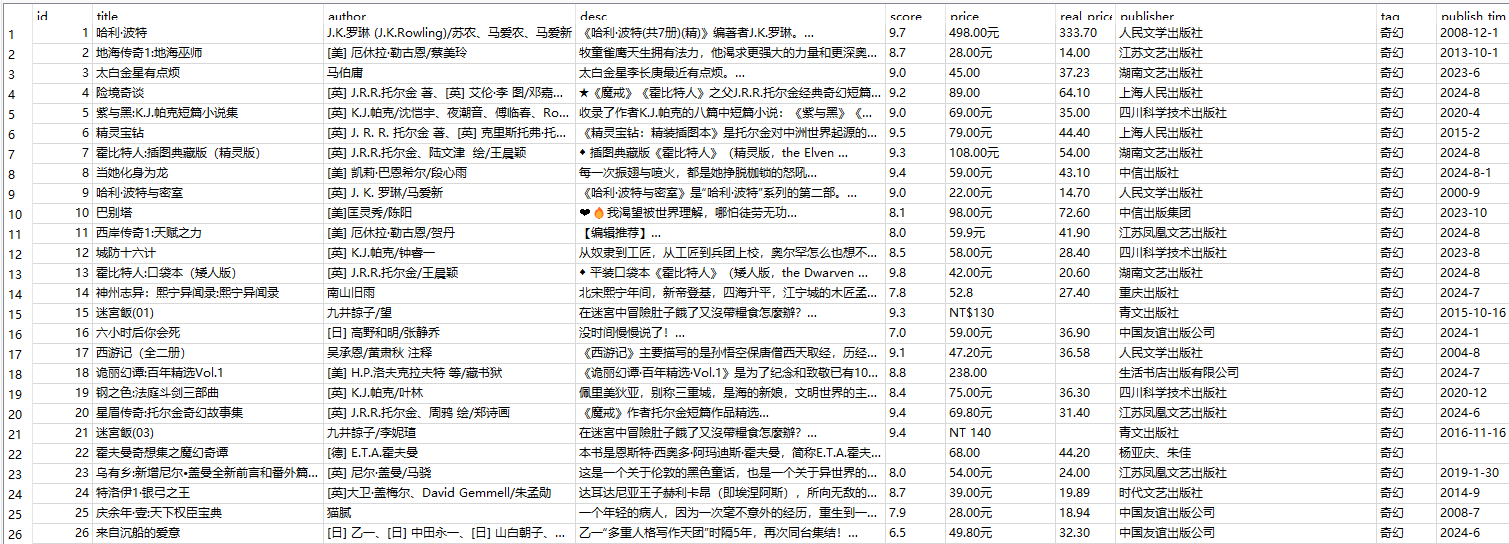 id title author desc score price real_price publisher tag publish_tim
1 1 哈利·波特 J.K.罗琳 (J.K.Rowling)/苏农、马爱农、马爱新 《哈利·波特(共7册)(精)》编著者J.K.罗琳。... 9.7 498.00元 333.70 人民文学出版社 奇幻 2008-12-1
2 2 地海传奇1:地海巫师 [美] 厄休拉·勒古恩/蔡美玲 牧童雀鹰天生拥有法力，他渴求更强大的力量和更深奥... 8.7 28.00元 14.00 江苏文艺出版社 奇幻 2013-10-1
3 3 太白金星有点烦 马伯庸 太白金星李长庚最近有点烦。... 9.0 45.00 37.23 湖南文艺出版社 奇幻 2023-6
4 4 险境奇谈 [英] J.R.R.托尔金 著、[英] 艾伦·李 图/邓嘉... ★《魔戒》《霍比特人》之父J.R.R.托尔金经典奇幻短篇... 9.2 89.00 64.10 上海人民出版社 奇幻 2024-8
5 5 紫与黑:K.J.帕克短篇小说集 [英] K.J.帕克/沈恺宇、夜潮音、傅临春、Ro... 收录了作者K.J.帕克的八篇中短篇小说：《紫与黑》《... 9.0 69.00元 35.00 四川科学技术出版社 奇幻 2020-4
6 6 精灵宝钻 [英] J. R. R. 托尔金 著、[英] 克里斯托弗·托... 《精灵宝钻：精装插图本》是托尔金对中洲世界起源的... 9.5 79.00元 44.40 上海人民出版社 奇幻 2015-2
7 7 霍比特人:插图典藏版（精灵版） [英] J.R.R.托尔金、陆文津 绘/王晨颖 ◆ 插图典藏版《霍比特人》（精灵版，the Elven ... 9.3 108.00元 54.00 湖南文艺出版社 奇幻 2024-8
8 8 当她化身为龙 [美] 凯莉·巴恩希尔/段心雨 每一次振翅与喷火，都是她挣脱枷锁的怒吼... 9.4 59.00元 43.10 中信出版社 奇幻 2024-8-1
9 9 哈利·波特与密室 [英] J. K. 罗琳/马爱新 《哈利·波特与密室》是“哈利·波特”系列的第二部。... 9.0 22.00元 14.70 人民文学出版社 奇幻 2000-9
10 10 巴别塔 [美]匡灵秀/陈阳 ❤🔥我渴望被世界理解，哪怕徒劳无功... 8.1 98.00元 72.60 中信出版集团 奇幻 2023-10
11 11 西岸传奇1:天赋之力 [美] 厄休拉·勒古恩/贺丹 【编辑推荐】... 8.0 59.9元 41.90 江苏凤凰文艺出版社 奇幻 2024-8
12 12 城防十六计 [英] K.J.帕克/钟睿一 从奴隶到工匠，从工匠到兵团上校，奥尔罕怎么也想不... 8.5 58.00元 28.40 四川科学技术出版社 奇幻 2023-8
13 13 霍比特人:口袋本（矮人版） [英] J.R.R.托尔金/王晨颖 ◆ 平装口袋本《霍比特人》（矮人版，the Dwarven ... 9.8 42.00元 20.60 湖南文艺出版社 奇幻 2024-8
14 14 神州志异：熙宁异闻录:熙宁异闻录 南山旧雨 北宋熙宁年间，新帝登基，四海升平，江宁城的木匠孟... 7.8 52.8 27.40 重庆出版社 奇幻 2024-7
15 15 迷宮飯(01) 九井諒子/望 在迷宮中冒險肚子餓了又沒帶糧食怎麼辦？... 9.3 NT$130 青文出版社 奇幻 2015-10-16
16 16 六小时后你会死 [日] 高野和明/张静乔 没时间慢慢说了！... 7.0 59.00元 36.90 中国友谊出版公司 奇幻 2024-1
17 17 西游记（全二册） 吴承恩/黄肃秋 注释 《西游记》主要描写的是孙悟空保唐僧西天取经，历经... 9.1 47.20元 36.58 人民文学出版社 奇幻 2004-8
18 18 诡丽幻谭:百年精选Vol.1 [美] H.P.洛夫克拉夫特 等/藏书狱 《诡丽幻谭·百年精选·Vol.1》是为了纪念和致敬已有10... 8.8 238.00 生活书店出版有限公司 奇幻 2024-7
19 19 钢之色:法庭斗剑三部曲 [英] K.J.帕克/叶林 佩里美狄亚，别称三重城，是海的新娘，文明世界的主... 8.4 75.00元 36.30 四川科学技术出版社 奇幻 2020-12
20 20 星眉传奇:托尔金奇幻故事集 [英] J.R.R.托尔金、周鸦 绘/郑诗画 《魔戒》作者托尔金短篇作品精选... 9.4 69.80元 31.40 江苏凤凰文艺出版社 奇幻 2024-6
21 21 迷宮飯(03) 九井諒子/李妮瑄 在迷宮中冒險肚子餓了又沒帶糧食怎麼辦？... 9.4 NT 140 青文出版社 奇幻 2016-11-16
22 22 霍夫曼奇想集之魔幻奇谭 [德] E.T.A.霍夫曼 本书是恩斯特·西奥多·阿玛迪斯·霍夫曼，简称E.T.A.霍夫... 68.00 44.20 杨亚庆、朱佳 奇幻
23 23 乌有乡:新增尼尔•盖曼全新前言和番外篇... [英] 尼尔·盖曼/马骁 这是一个关于伦敦的黑色童话，也是一个关于异世界的... 8.0 54.00元 24.00 江苏凤凰文艺出版社 奇幻 2019-1-30
24 24 特洛伊1·银弓之王 [英]大卫·盖梅尔、David Gemmell/朱孟勋 达耳达尼亚王子赫利卡昂（即埃涅阿斯），所向无敌的... 8.7 39.00元 19.89 时代文艺出版社 奇幻 2014-9
25 25 庆余年·壹:天下权臣宝典 猫腻 一个年轻的病人，因为一次毫不意外的经历，重生到一... 7.9 28.00元 18.94 中国友谊出版公司 奇幻 2008-7
26 26 来自沉船的爱意 [日] 乙一、[日] 中田永一、[日] 山白朝子、... 乙一“多重人格写作天团”时隔5年，再次同台集结！... 6.5 49.80元 32.30 中国友谊出版公司 奇幻 2024-6